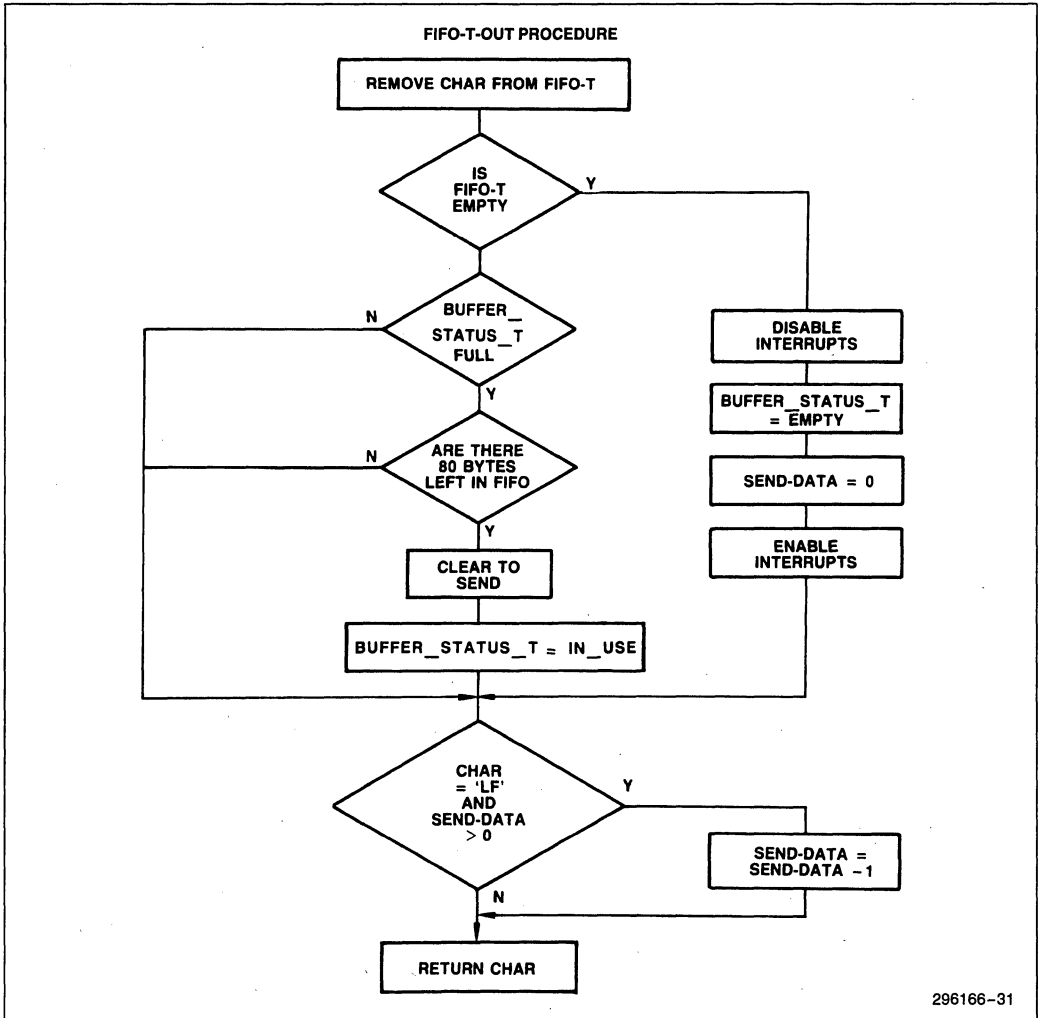 FIFO-T-OUT PROCEDURE
REMOVE CHAR FROM FIFO-T
IS
FIFO-T
EMPTY
Y
BUFFER_
STATUS_T
FULL
N
Y
DISABLE
INTERRUPTS
BUFFER_STATUS_T
= EMPTY
ARE THERE
80 BYTES
LEFT IN FIFO
N
Y
SEND-DATA = 0
CLEAR TO
SEND
ENABLE
INTERRUPTS
BUFFER_STATUS_T = IN_USE
CHAR
= 'LF'
AND
SEND-DATA
> 0
Y
N
SEND-DATA =
SEND-DATA -1
RETURN CHAR
296166-31